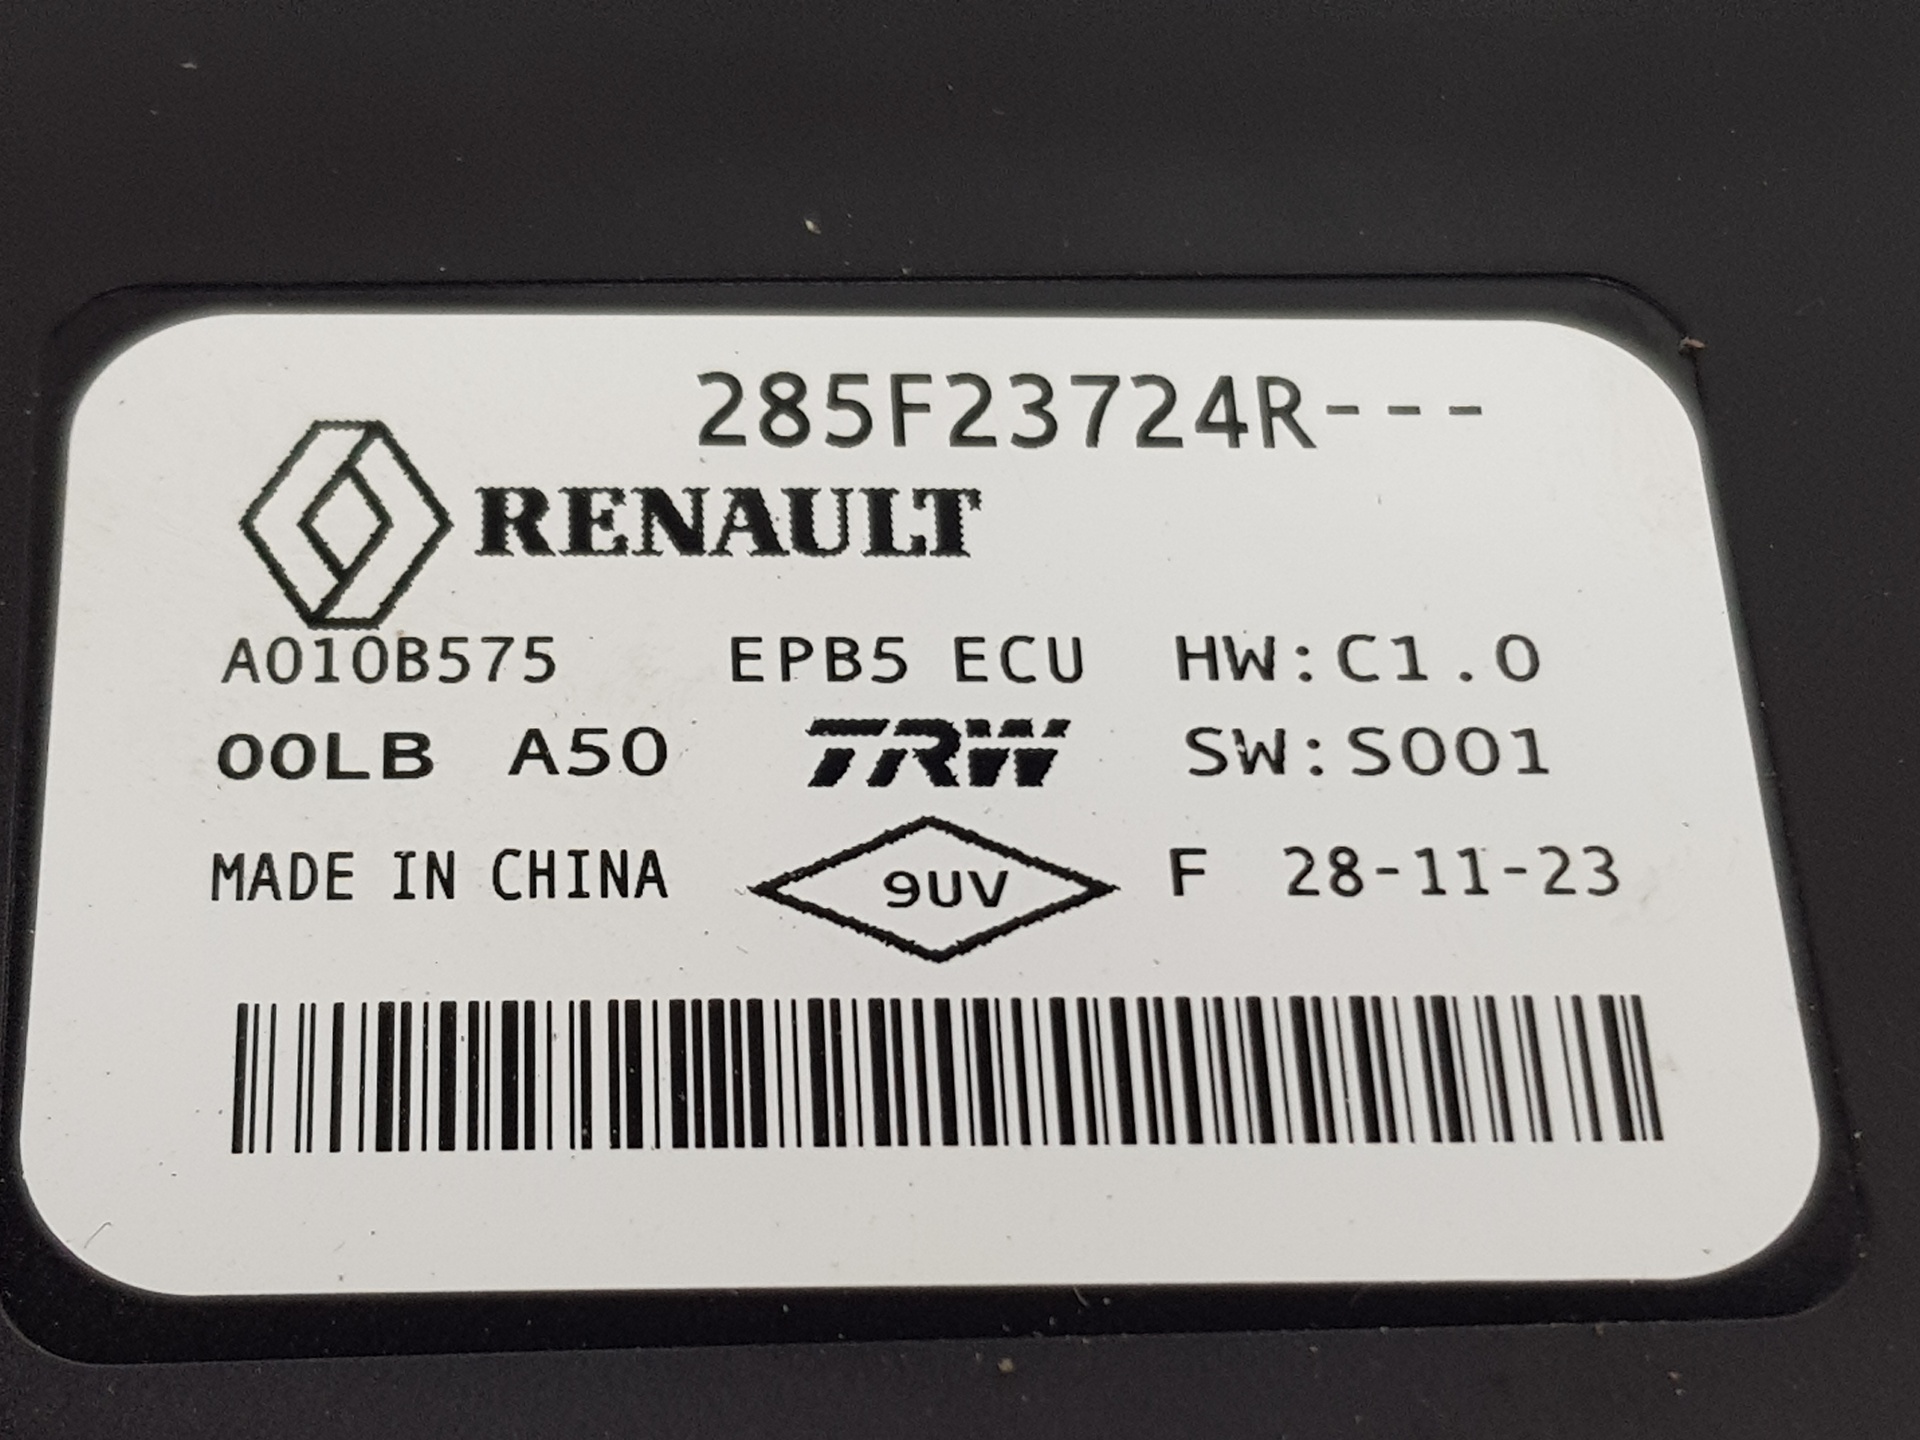 285F23724R---
RENAULT
A010B575 EPB5 ECU HW:C1.0
00LB A50 TRW SW:S001
MADE IN CHINA 9UV F 28-11-23